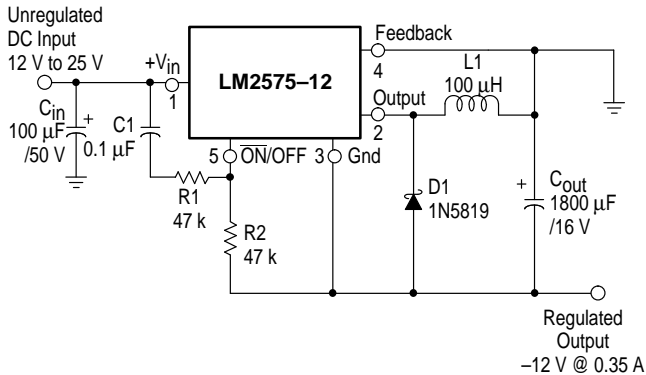 Unregulated
DC Input
12 V to 25 V
+Vin
1
LM2575–12
Feedback
4
L1
100 μH
Output
2
Cin
100 μF
/50 V
+
C1
0.1 μF
5
ON/OFF
3
Gnd
R1
47 k
R2
47 k
D1
1N5819
+
Cout
1800 μF
/16 V
Regulated
Output
–12 V @ 0.35 A